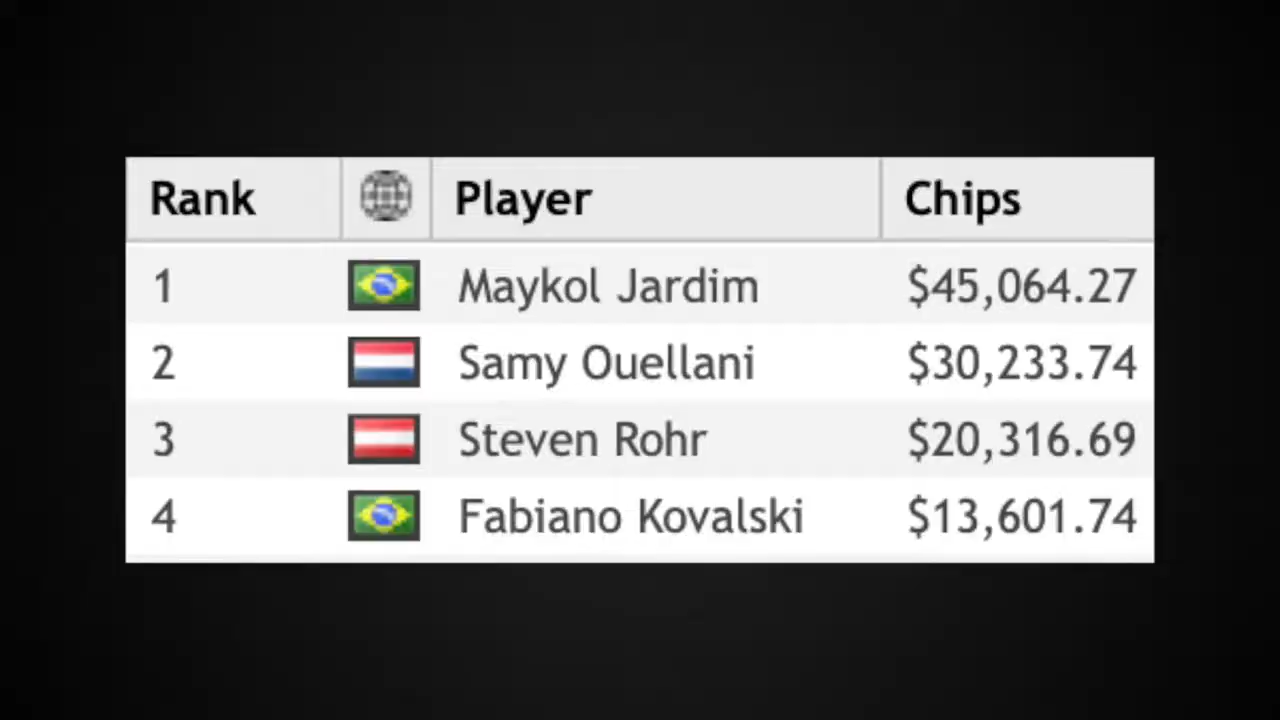 Rank Player Chips
1 Maykol Jardim $45,064.27
2 Samy Ouellani $30,233.74
3 Steven Rohr $20,316.69
4 Fabiano Kovalski $13,601.74